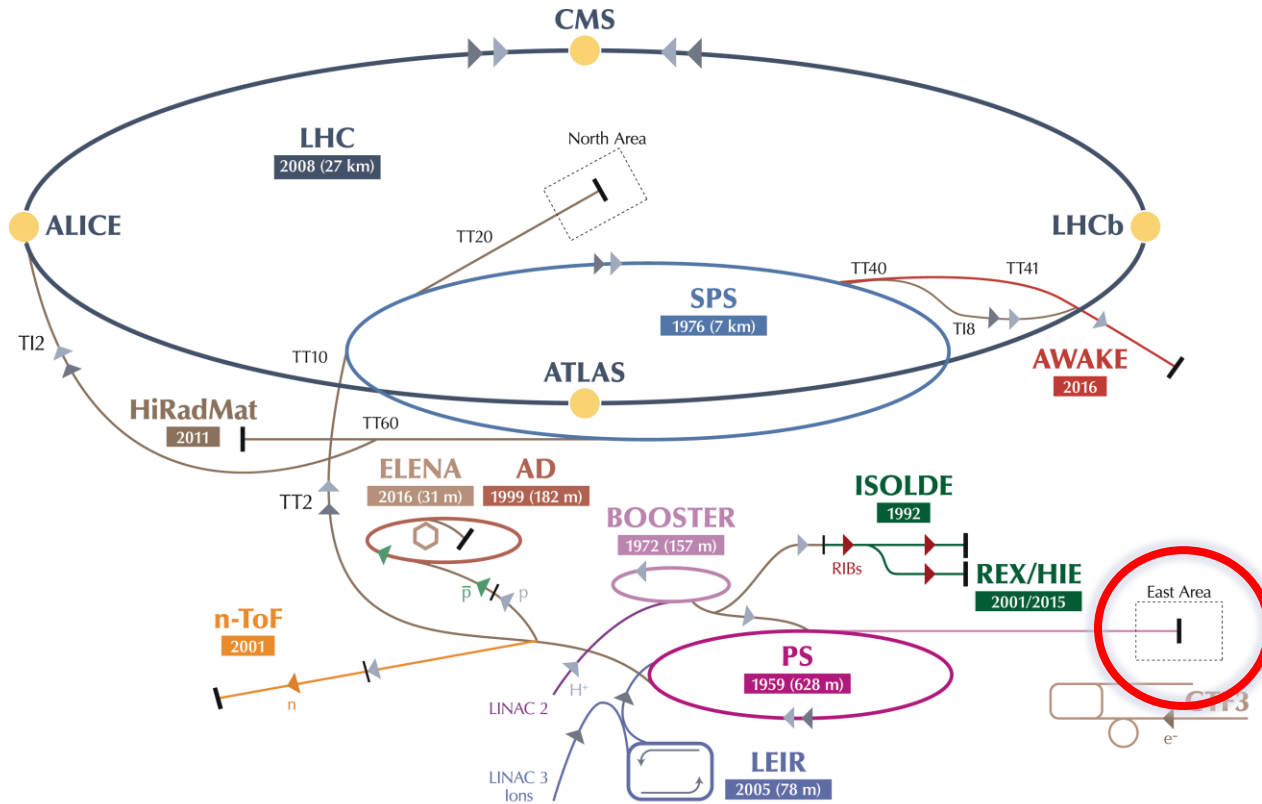 CMS
LHC
2008 (27 km)
North Area
ALICE
TT20
LHCb
TT40
TT41
SPS
1976 (7 km)
TI8
TI2
TT10
AWAKE
2016
ATLAS
HiRadMat
2011
TT60
ELENA
2016 (31 m)
AD
1999 (182 m)
TT2
ISOLDE
1992
BOOSTER
1972 (157 m)
RIBs
REX/HIE
2001/2015
East Area
p̅
p
n-ToF
2001
PS
1959 (628 m)
n
H⁺
LINAC 2
CTF3
e⁻
LINAC 3
Ions
LEIR
2005 (78 m)